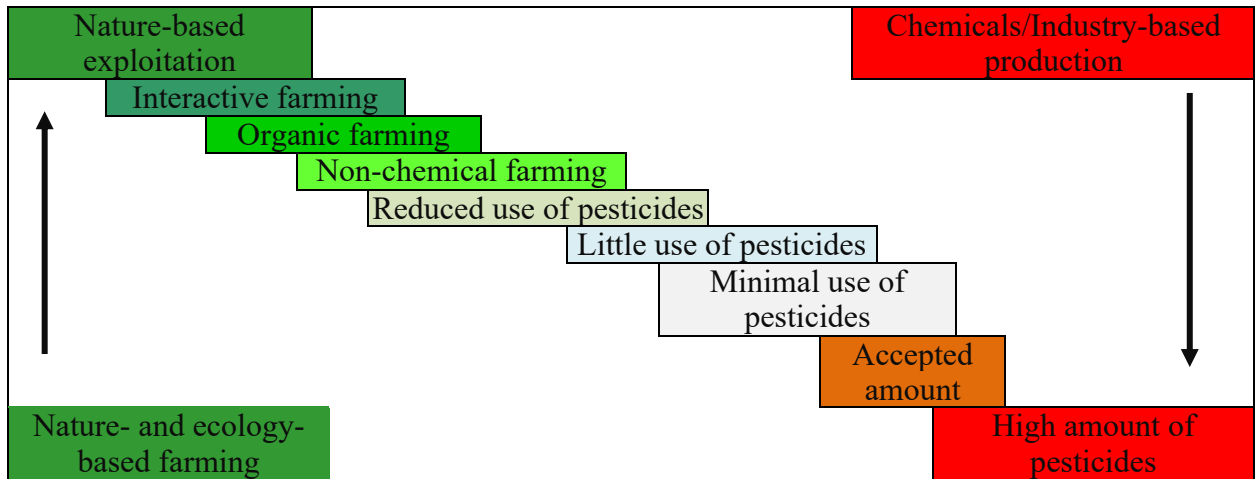 Nature-based
exploitation
Chemicals/Industry-based
production
Interactive farming
Organic farming
Non-chemical farming
Reduced use of pesticides
Little use of pesticides
Minimal use of
pesticides
Accepted
amount
Nature- and ecology-
based farming
High amount of
pesticides